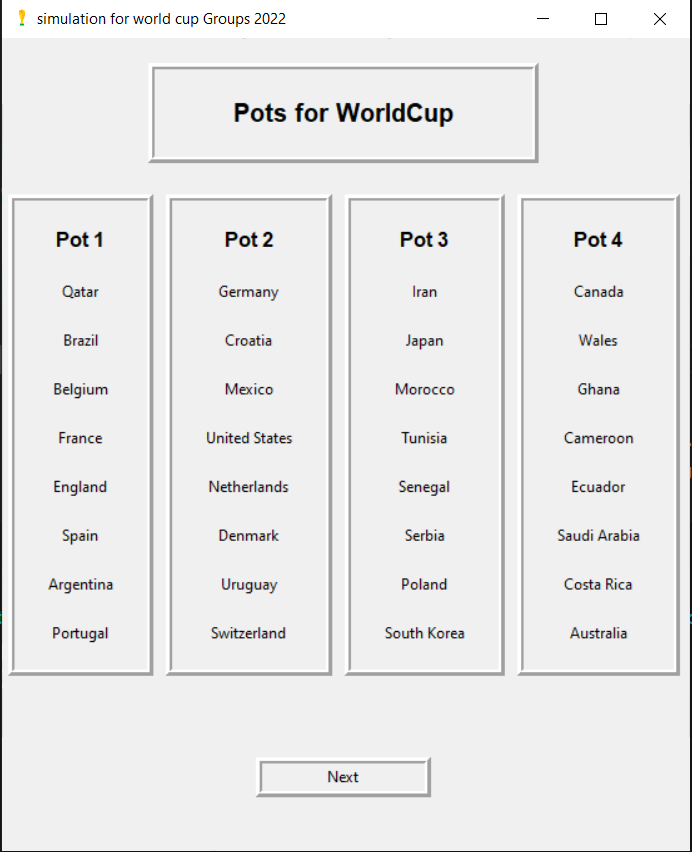 simulation for world cup Groups 2022
Pots for WorldCup
Pot 1
Qatar
Brazil
Belgium
France
England
Spain
Argentina
Portugal
Pot 2
Germany
Croatia
Mexico
United States
Netherlands
Denmark
Uruguay
Switzerland
Pot 3
Iran
Japan
Morocco
Tunisia
Senegal
Serbia
Poland
South Korea
Pot 4
Canada
Wales
Ghana
Cameroon
Ecuador
Saudi Arabia
Costa Rica
Australia
Next